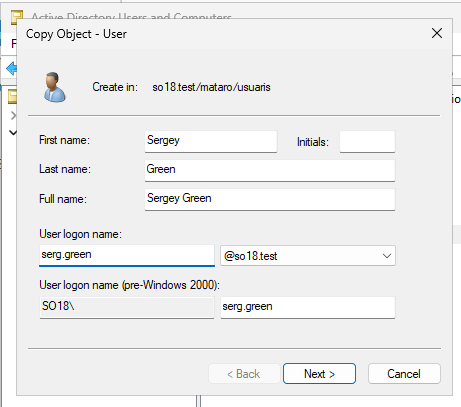 Active Directory Users and Computers
Copy Object - User
Create in: so18.test/mataro/usuaris
First name: Sergey Initials:
Last name: Green
Full name: Sergey Green
User logon name:
serg.green @so18.test
User logon name (pre-Windows 2000):
SO18\ serg.green
< Back Next > Cancel